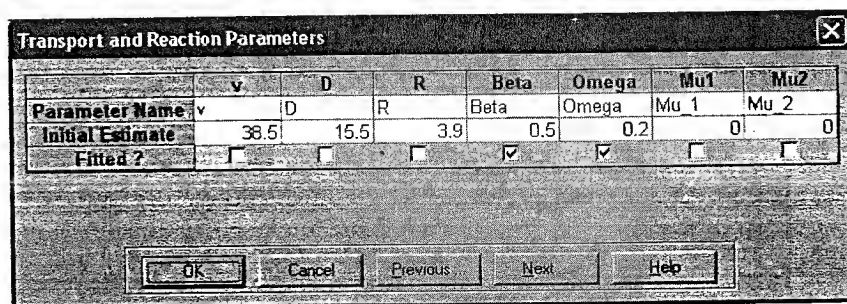 Transport and Reaction Parameters
v D R Beta Omega Mu1 Mu2
Parameter Name v D R Beta Omega Mu_1 Mu_2
Initial Estimate 38.5 15.5 3.9 0.5 0.2 0 0
Fitted ?
OK Cancel Previous... Next... Help